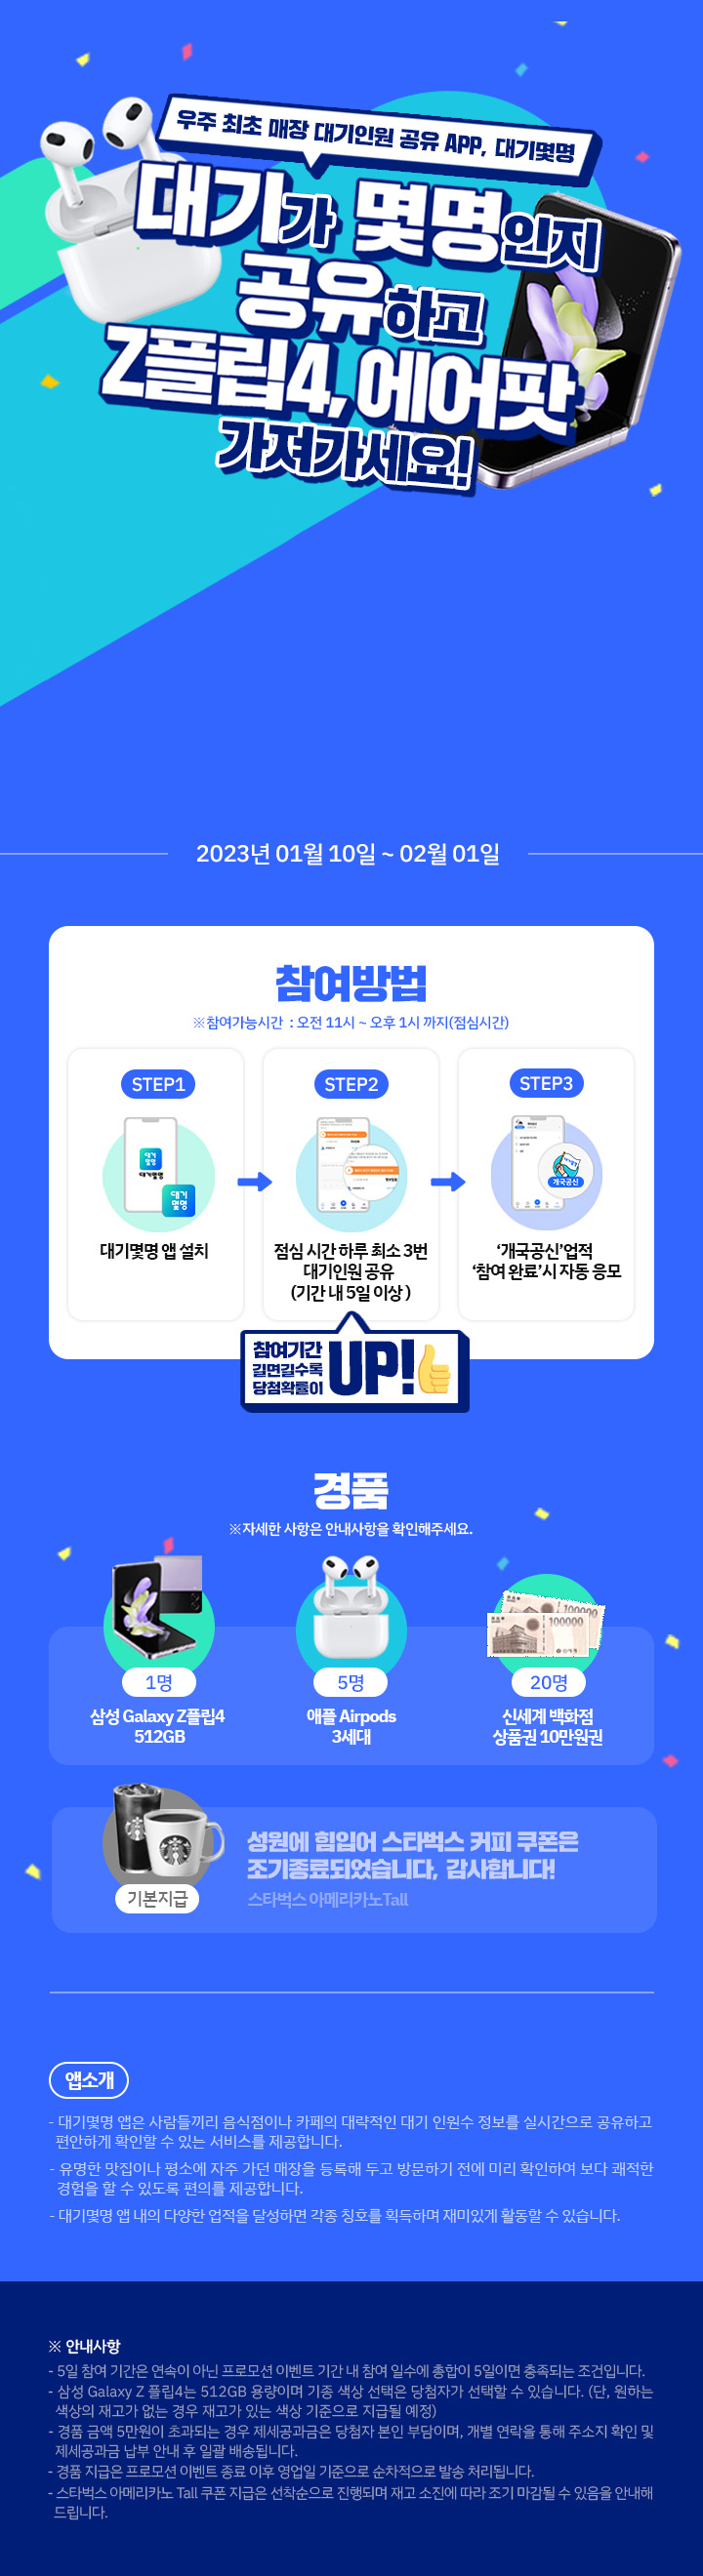 우주 최초 매장 대기인원 공유 APP, 대기몇명
대기가 몇명인지
공유하고
Z플립4, 에어팟
가져가세요!
2023년 01월 10일 ~ 02월 01일
참여방법
※참여가능시간 : 오전 11시 ~ 오후 1시 까지(점심시간)
STEP1
대기
몇명
대기몇명
대기
몇명
대기몇명 앱 설치
STEP2
점심 시간 하루 최소 3번
대기인원 공유
(기간 내 5일 이상 )
STEP3
개국공신
‘개국공신’업적
‘참여 완료’시 자동 응모
참여기간
길면길수록
당첨확률이
UP!
경품
※자세한 사항은 안내사항을 확인해주세요.
1명
삼성 Galaxy Z플립4
512GB
5명
애플 Airpods
3세대
100000
100000
20명
신세계 백화점
상품권 10만원권
기본지급
성원에 힘입어 스타벅스 커피 쿠폰은
조기종료되었습니다, 감사합니다!
스타벅스 아메리카노Tall
앱소개
- 대기몇명 앱은 사람들끼리 음식점이나 카페의 대략적인 대기 인원수 정보를 실시간으로 공유하고
편안하게 확인할 수 있는 서비스를 제공합니다.
- 유명한 맛집이나 평소에 자주 가던 매장을 등록해 두고 방문하기 전에 미리 확인하여 보다 쾌적한
경험을 할 수 있도록 편의를 제공합니다.
- 대기몇명 앱 내의 다양한 업적을 달성하면 각종 칭호를 획득하며 재미있게 활동할 수 있습니다.
※ 안내사항
- 5일 참여 기간은 연속이 아닌 프로모션 이벤트 기간 내 참여 일수에 총합이 5일이면 충족되는 조건입니다.
- 삼성 Galaxy Z 플립4는 512GB 용량이며 기종 색상 선택은 당첨자가 선택할 수 있습니다. (단, 원하는
색상의 재고가 없는 경우 재고가 있는 색상 기준으로 지급될 예정)
- 경품 금액 5만원이 초과되는 경우 제세공과금은 당첨자 본인 부담이며, 개별 연락을 통해 주소지 확인 및
제세공과금 납부 안내 후 일괄 배송됩니다.
- 경품 지급은 프로모션 이벤트 종료 이후 영업일 기준으로 순차적으로 발송 처리됩니다.
- 스타벅스 아메리카노 Tall 쿠폰 지급은 선착순으로 진행되며 재고 소진에 따라 조기 마감될 수 있음을 안내해
드립니다.